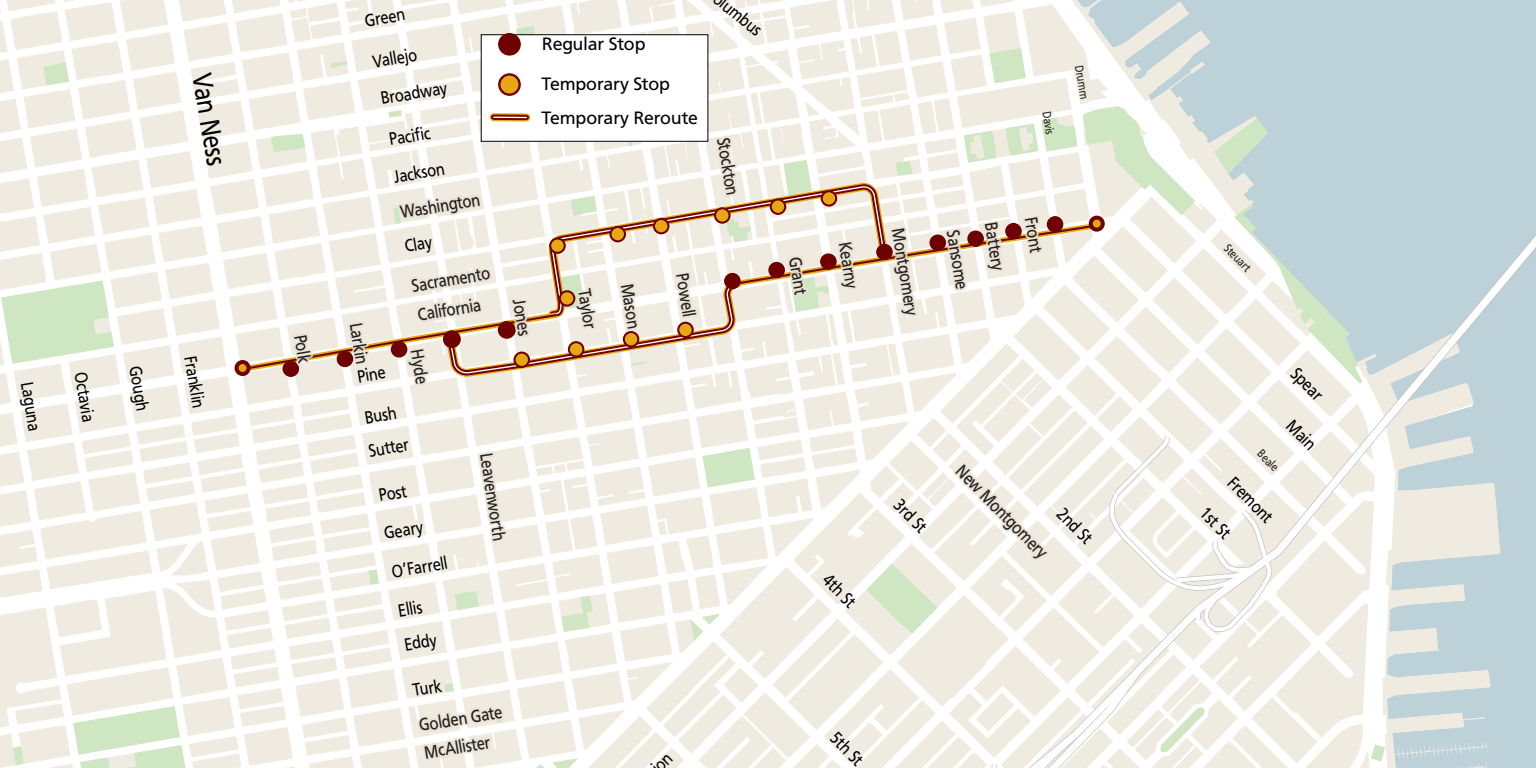 Green
olumbus
Regular Stop
Vallejo
Temporary Stop
Drumm
Van Ness
Broadway
Temporary Reroute
Davis
Pacific
Stockton
Jackson
Washington
Clay
Montgomery
Sansome
Battery
Front
Kearny
Grant
Steuart
Sacramento
California
Powell
Mason
Taylor
Jones
Larkin
Polk
Hyde
Pine
Franklin
Gough
Octavia
Laguna
Spear
Bush
Main
Sutter
Beale
Leavenworth
Post
New Montgomery
Fremont
3rd St
2nd St
1st St
Geary
O'Farrell
4th St
Ellis
Eddy
Turk
Golden Gate
McAllister
5th St
ion